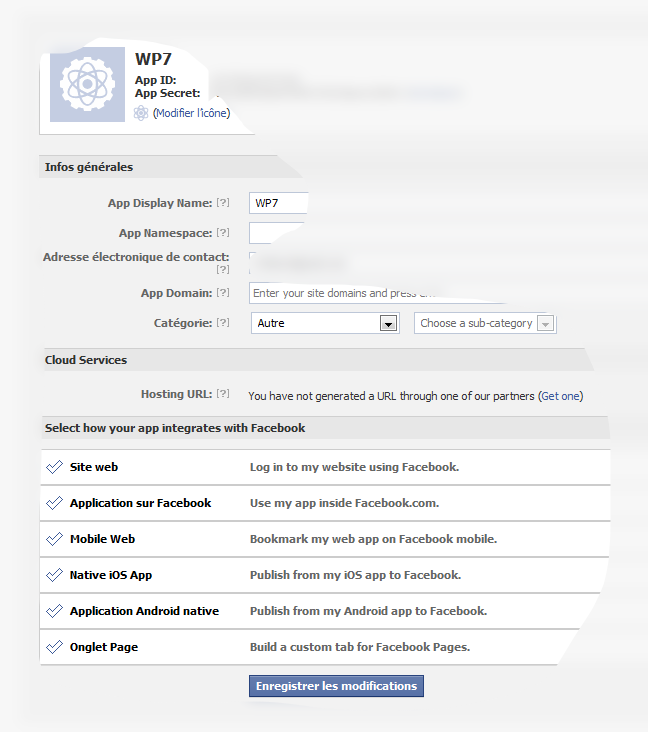 WP7
App ID:
App Secret:
(Modifier l'icône)
Infos générales
App Display Name: [?] WP7
App Namespace: [?]
Adresse électronique de contact:
[?]
App Domain: [?] Enter your site domains and press
Catégorie: [?] Autre Choose a sub-category
Cloud Services
Hosting URL: [?] You have not generated a URL through one of our partners (Get one)
Select how your app integrates with Facebook
Site web Log in to my website using Facebook.
Application sur Facebook Use my app inside Facebook.com.
Mobile Web Bookmark my web app on Facebook mobile.
Native iOS App Publish from my iOS app to Facebook.
Application Android native Publish from my Android app to Facebook.
Onglet Page Build a custom tab for Facebook Pages.
Enregistrer les modifications